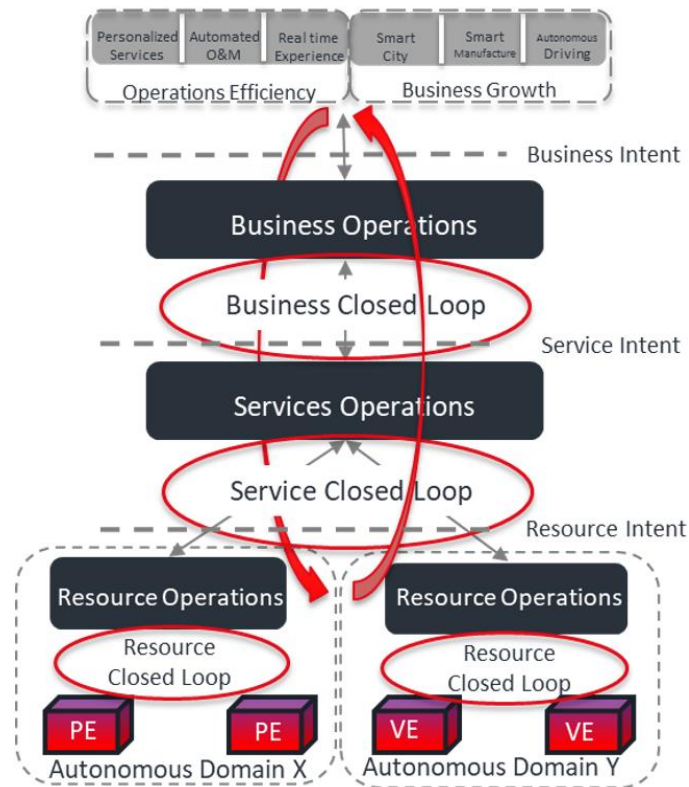 Personalized Services
Automated O&M
Real time Experience
Smart City
Smart Manufacture
Autonomous Driving
Operations Efficiency
Business Growth
Business Intent
Business Operations
Business Closed Loop
Service Intent
Services Operations
Service Closed Loop
Resource Intent
Resource Operations
Resource Operations
Resource
Closed Loop
Resource
Closed Loop
PE
PE
VE
VE
Autonomous Domain X
Autonomous Domain Y